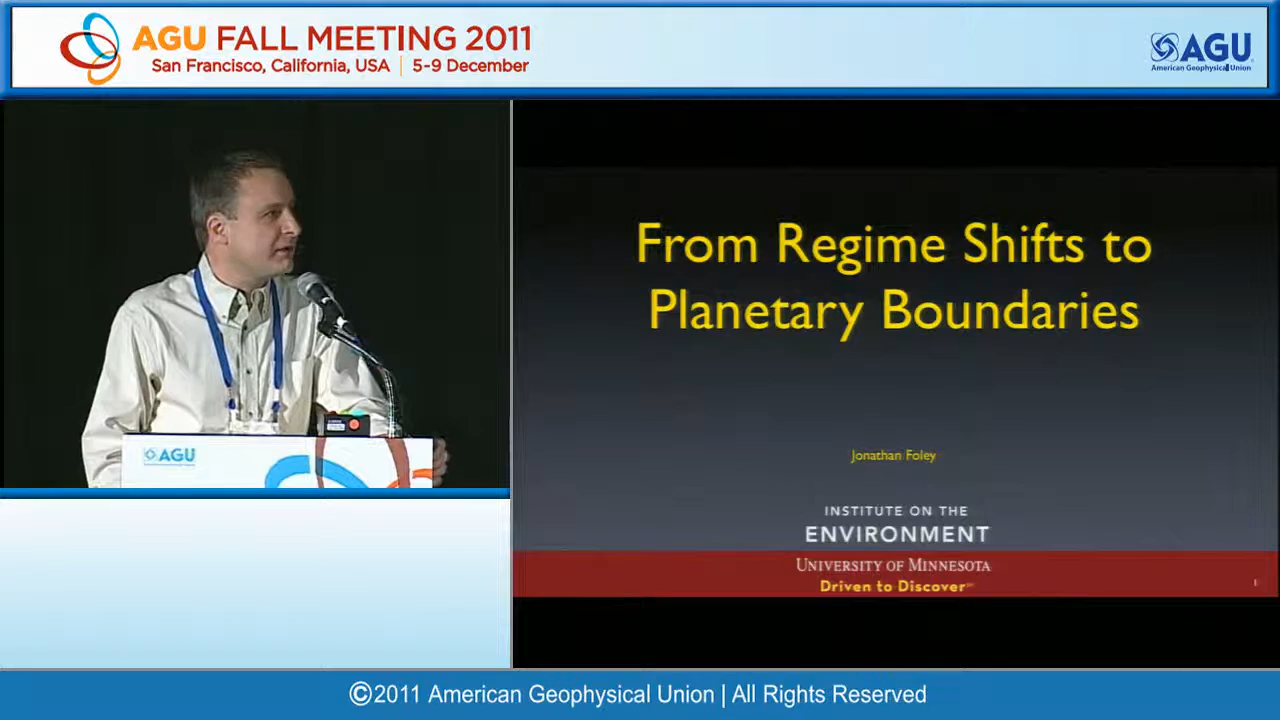 AGU FALL MEETING 2011
San Francisco, California, USA | 5-9 December
AGU
American Geophysical Union
From Regime Shifts to
Planetary Boundaries
Jonathan Foley
INSTITUTE ON THE
ENVIRONMENT
UNIVERSITY OF MINNESOTA
Driven to Discover
1
AGU
©2011 American Geophysical Union | All Rights Reserved